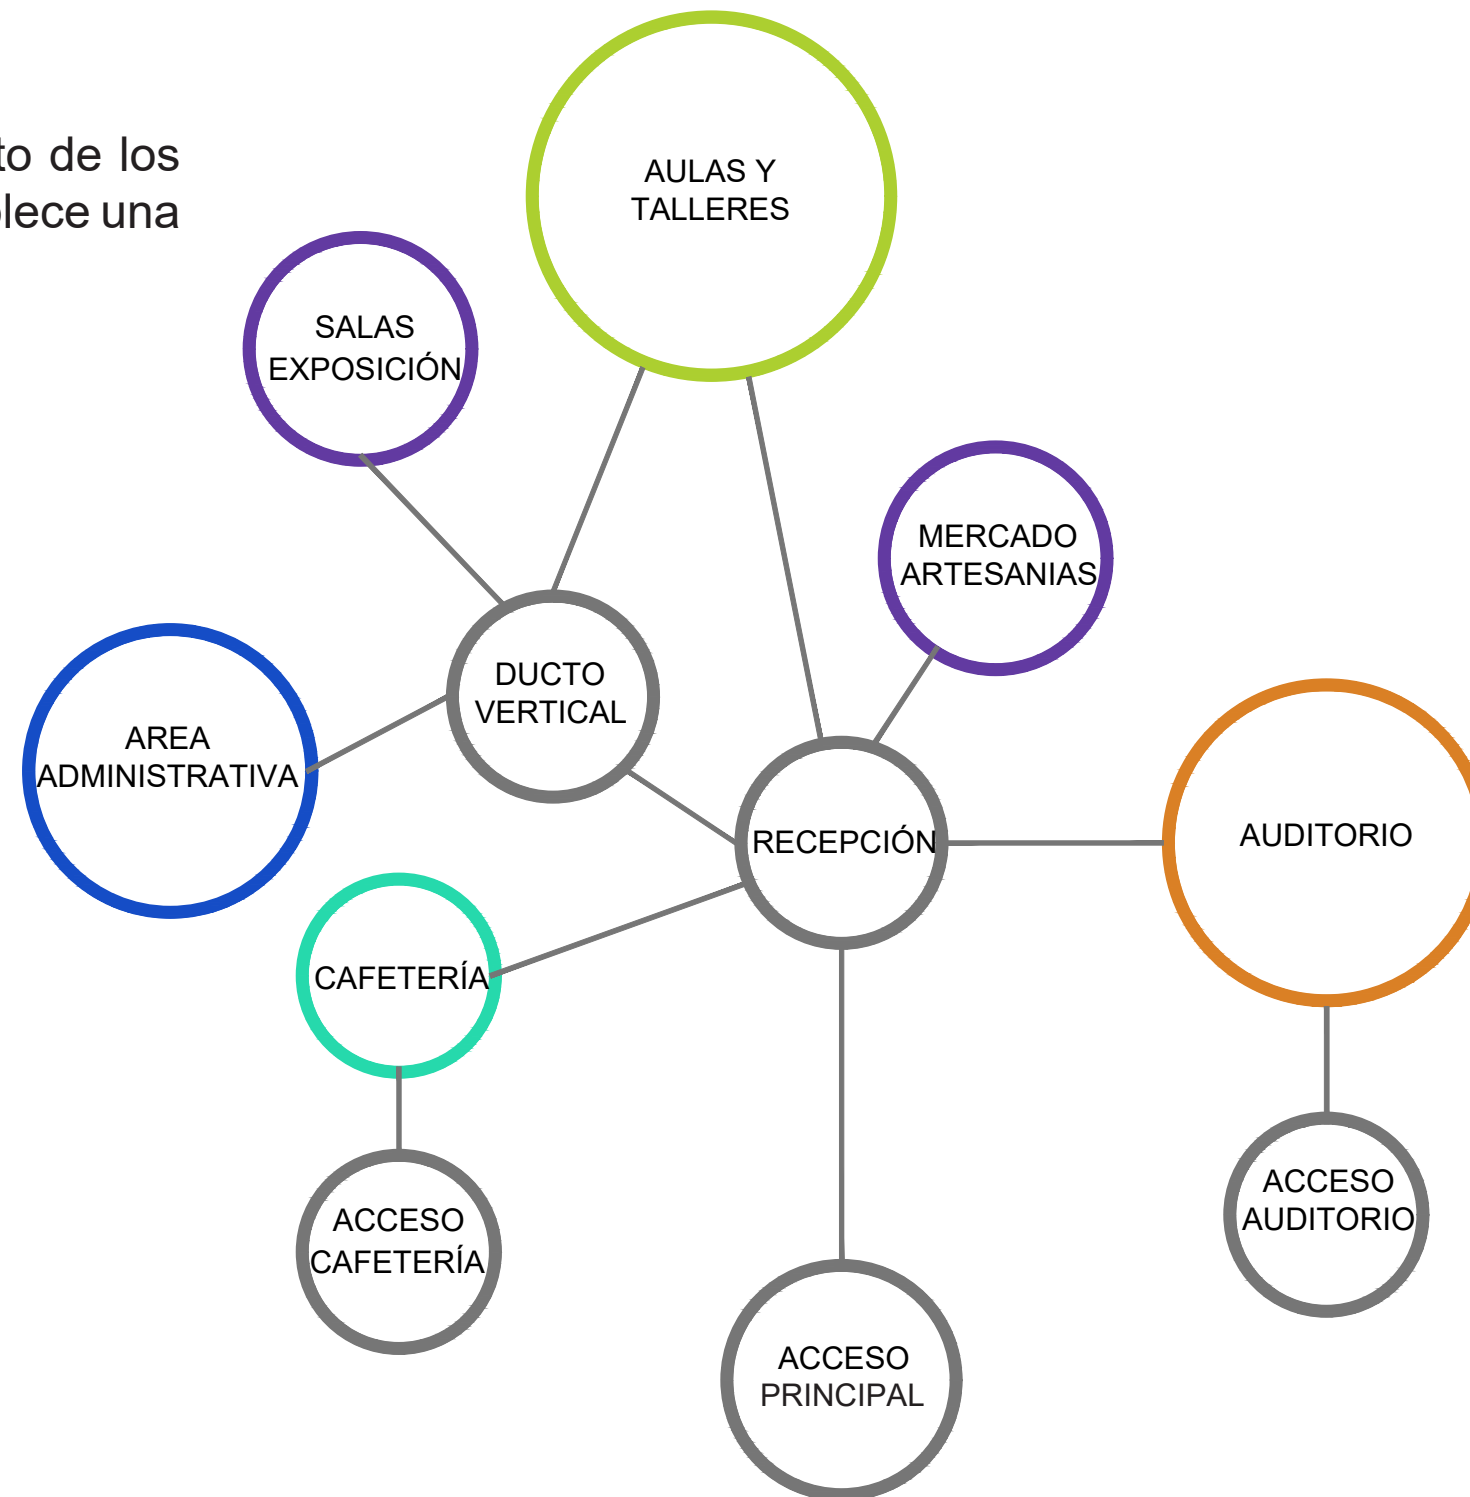 to de los
lece una
AULAS Y
TALLERES
SALAS
EXPOSICIÓN
MERCADO
ARTESANIAS
DUCTO
VERTICAL
AREA
ADMINISTRATIVA
RECEPCIÓN
AUDITORIO
CAFETERÍA
ACCESO
CAFETERÍA
ACCESO
AUDITORIO
ACCESO
PRINCIPAL